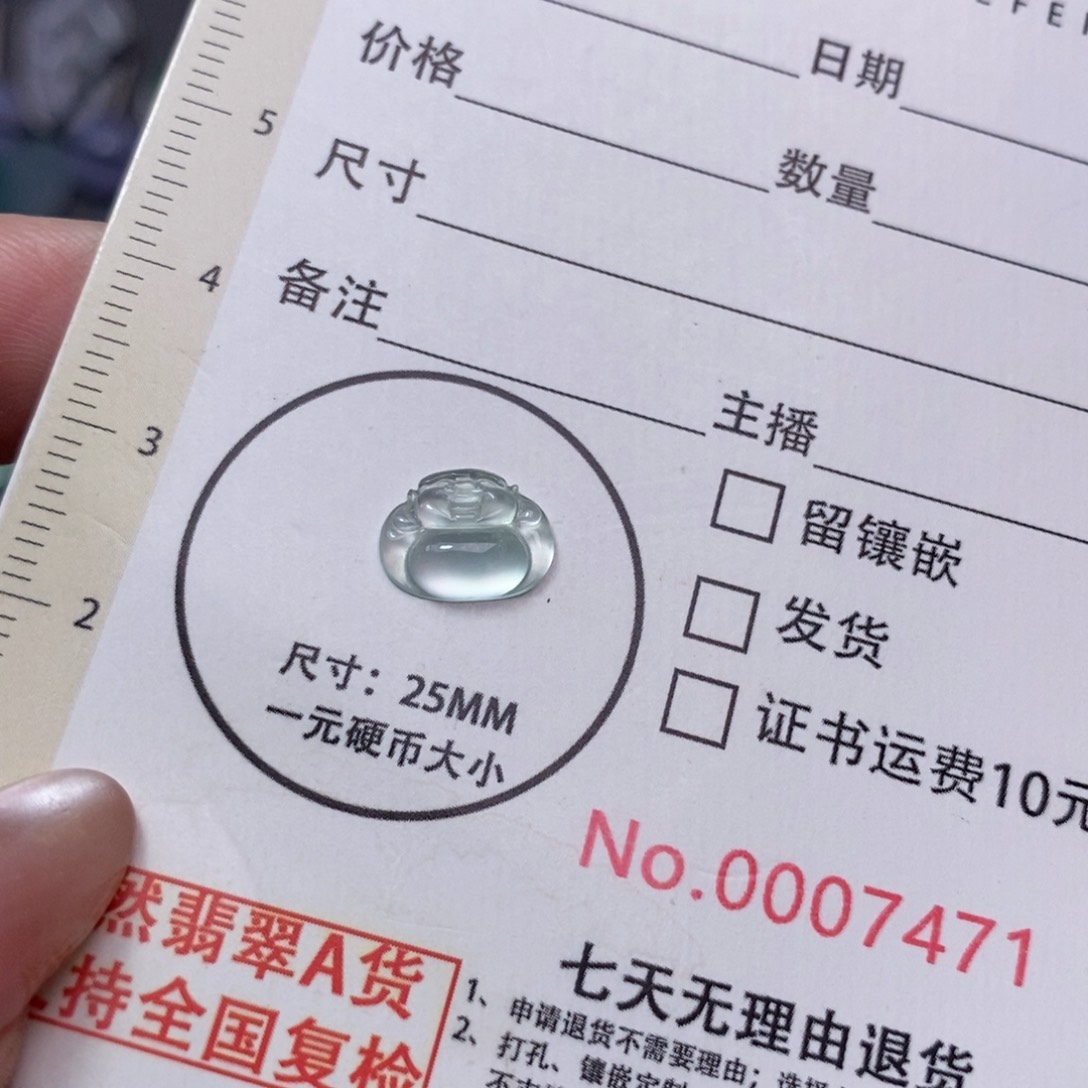 日期
价格
数量
尺寸
备注
主播
5
4
3
2
留镶嵌
发货
证书运费10元
尺寸：25MM
一元硬币大小
No.0007471
然翡翠A货
持全国复检
七天无理由退货
1、申请退货不需要理由；选择
2、打孔、镶嵌定制